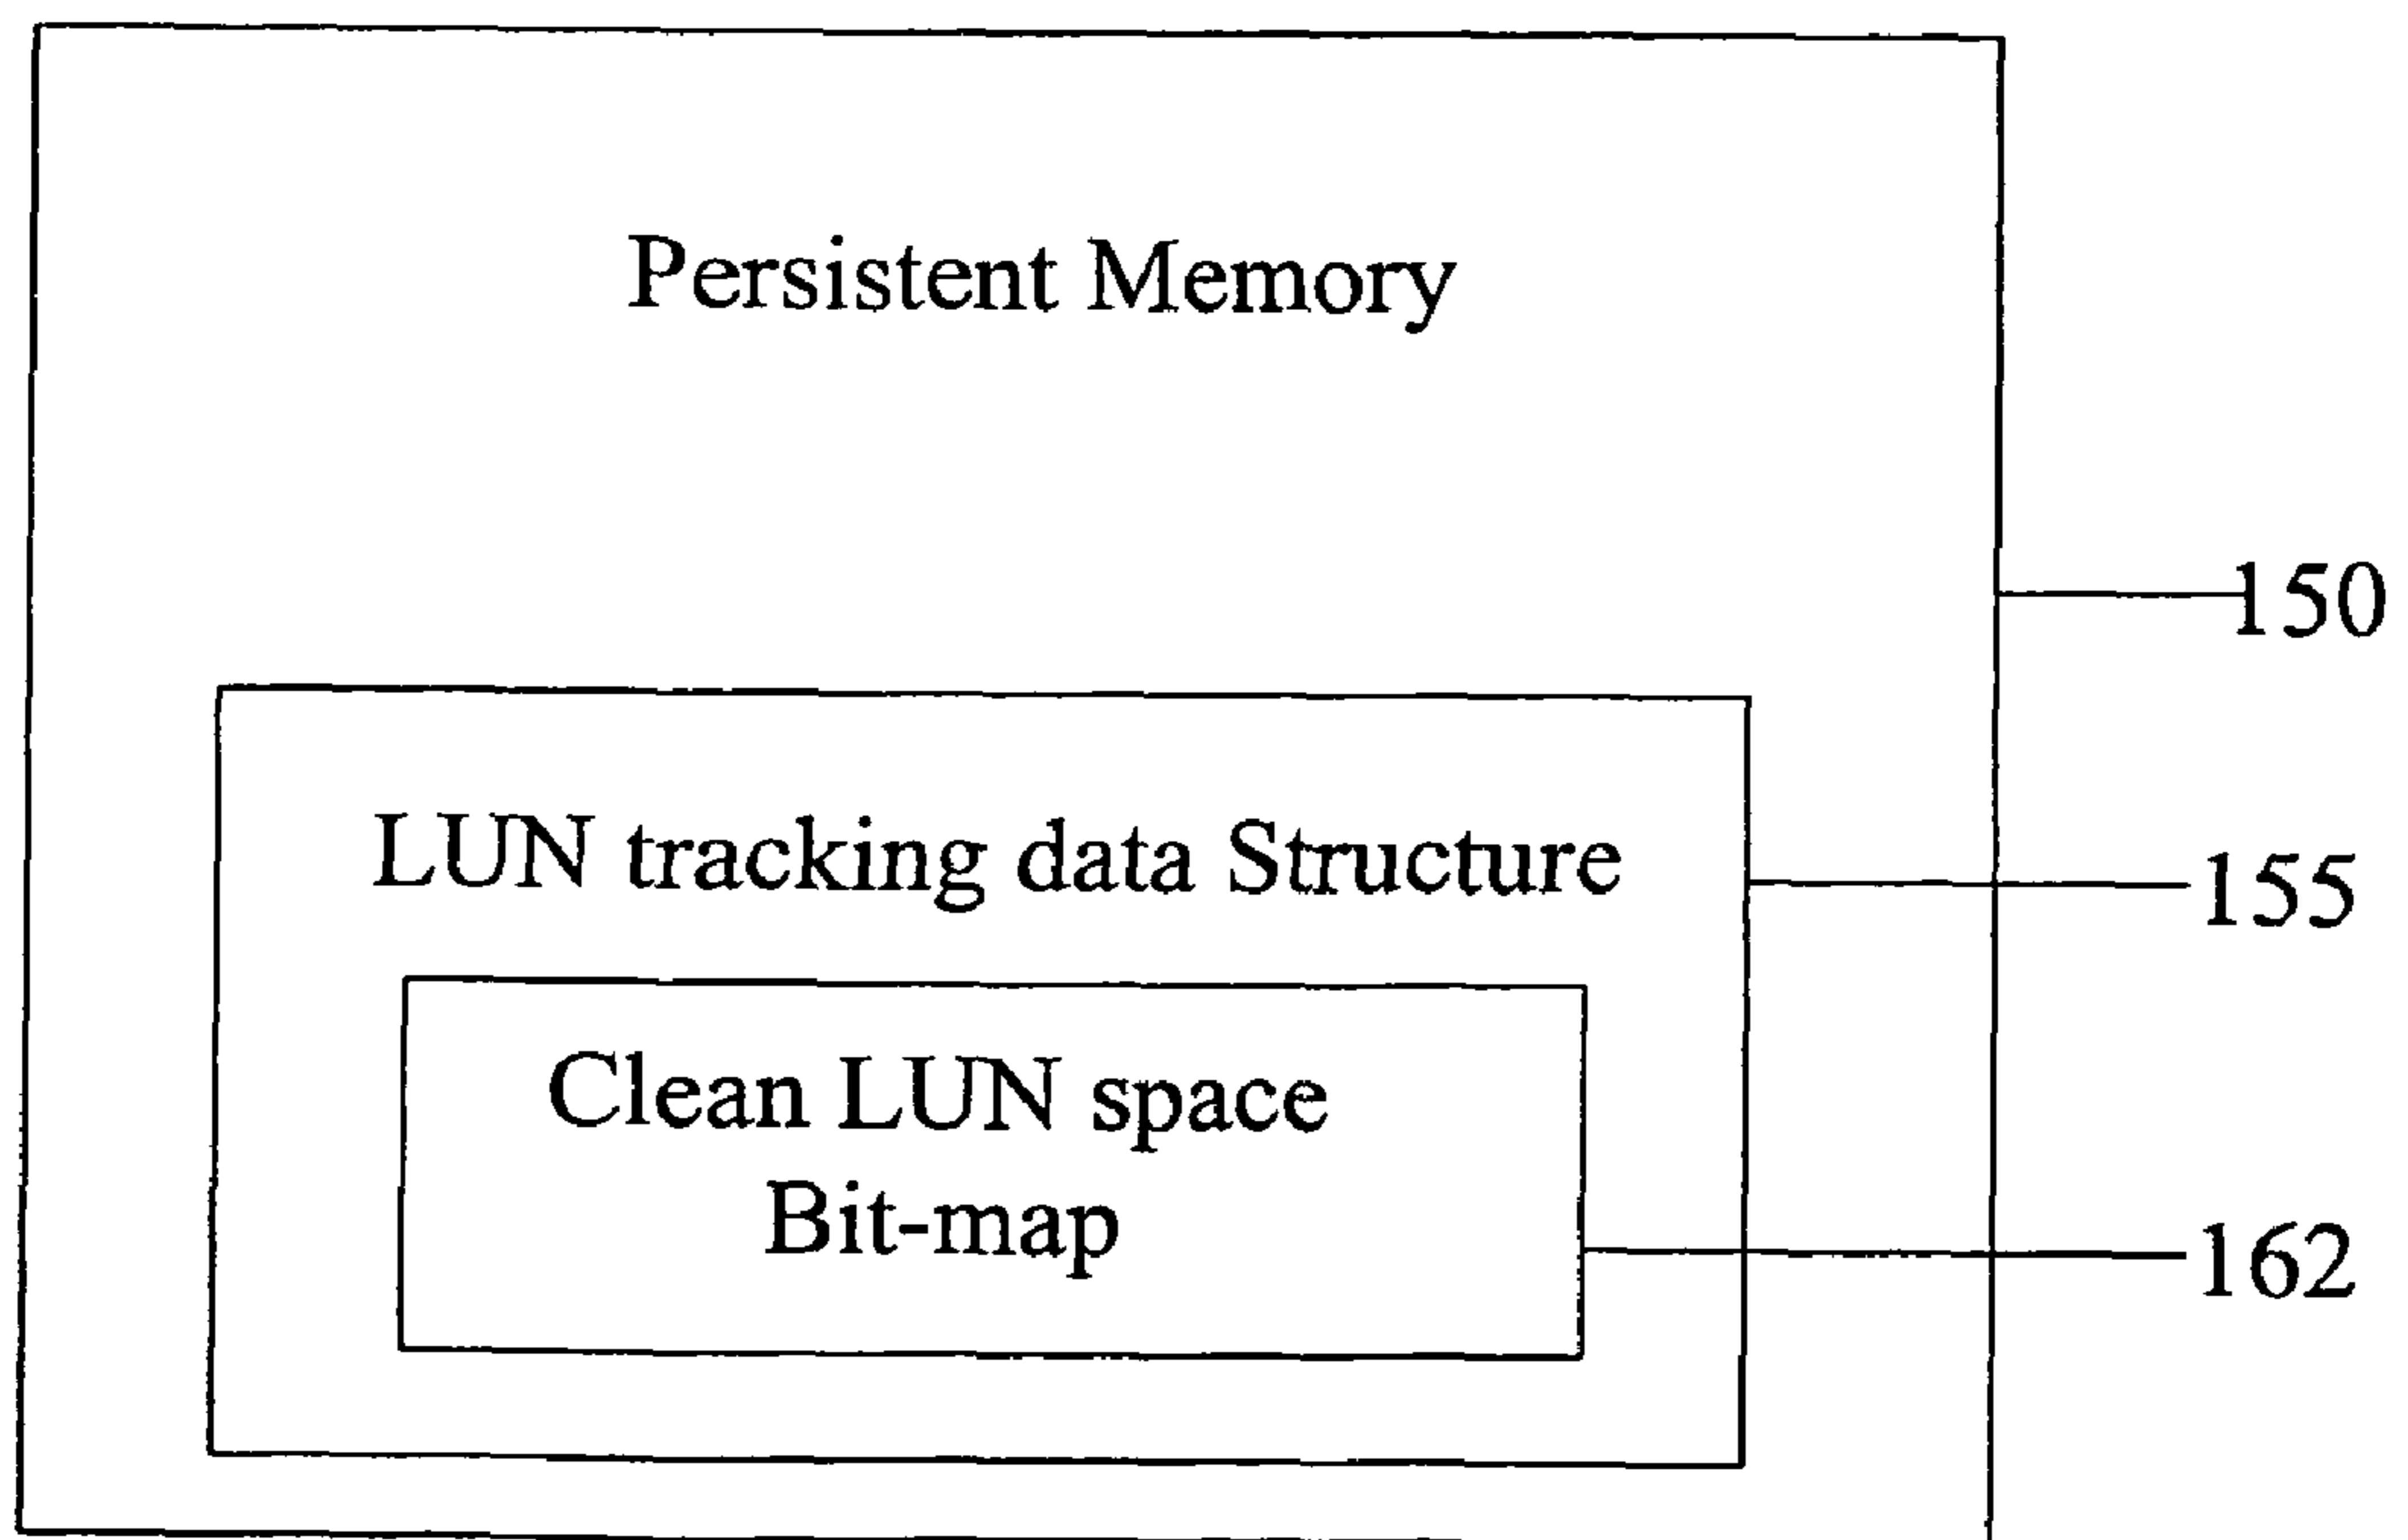 Persistent Memory
150
LUN tracking data Structure
155
Clean LUN space
Bit-map
162